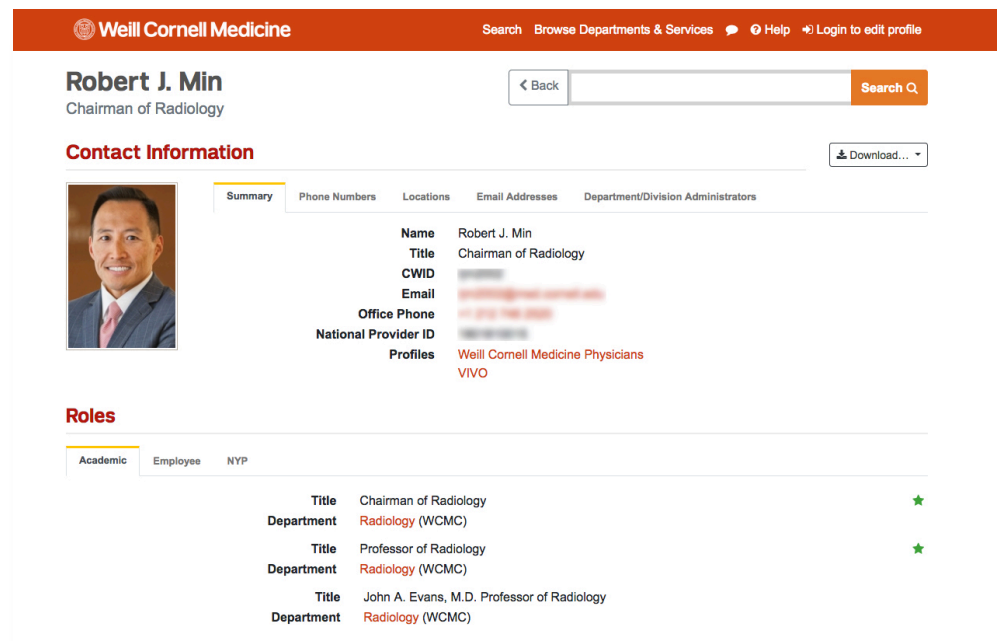 Weill Cornell Medicine
Search Browse Departments & Services Help Login to edit profile
Robert J. Min
Chairman of Radiology
Back
Search
Contact Information
Download...
Summary Phone Numbers Locations Email Addresses Department/Division Administrators
Name Robert J. Min
Title Chairman of Radiology
CWID
Email
Office Phone
National Provider ID
Profiles Weill Cornell Medicine Physicians
VIVO
Roles
Academic Employee NYP
Title Chairman of Radiology
Department Radiology (WCMC)
Title Professor of Radiology
Department Radiology (WCMC)
Title John A. Evans, M.D. Professor of Radiology
Department Radiology (WCMC)